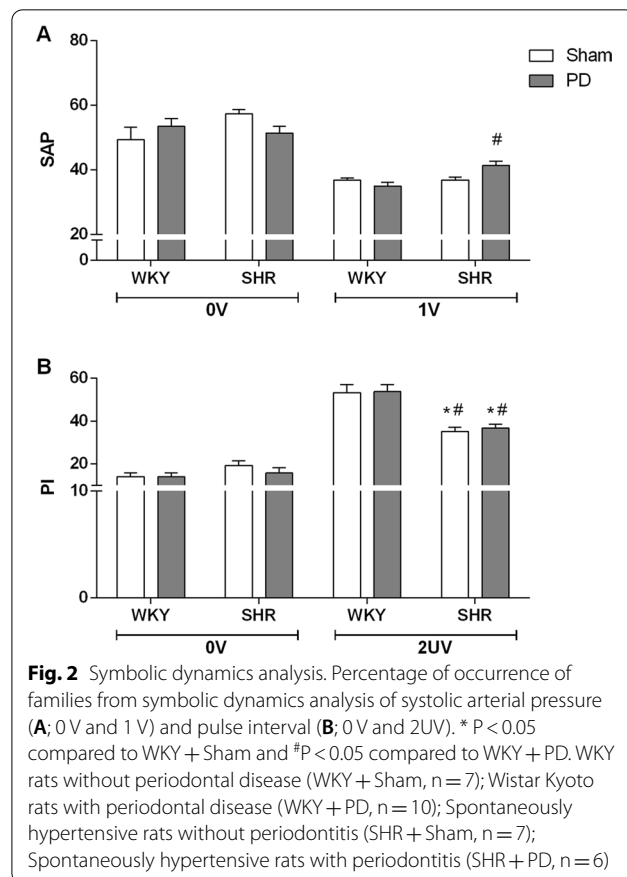 A
Sham
PD
SAP
80
60
40
20
0
#
WKY SHR WKY SHR
0V 1V
B
PI
60
40
20
10
0
*# *#
WKY SHR WKY SHR
0V 2UV
Fig. 2 Symbolic dynamics analysis. Percentage of occurrence of
families from symbolic dynamics analysis of systolic arterial pressure
(A; 0 V and 1 V) and pulse interval (B; 0 V and 2UV). * P < 0.05
compared to WKY + Sham and #P < 0.05 compared to WKY + PD. WKY
rats without periodontal disease (WKY + Sham, n = 7); Wistar Kyoto
rats with periodontal disease (WKY + PD, n = 10); Spontaneously
hypertensive rats without periodontitis (SHR + Sham, n = 7);
Spontaneously hypertensive rats with periodontitis (SHR + PD, n = 6)